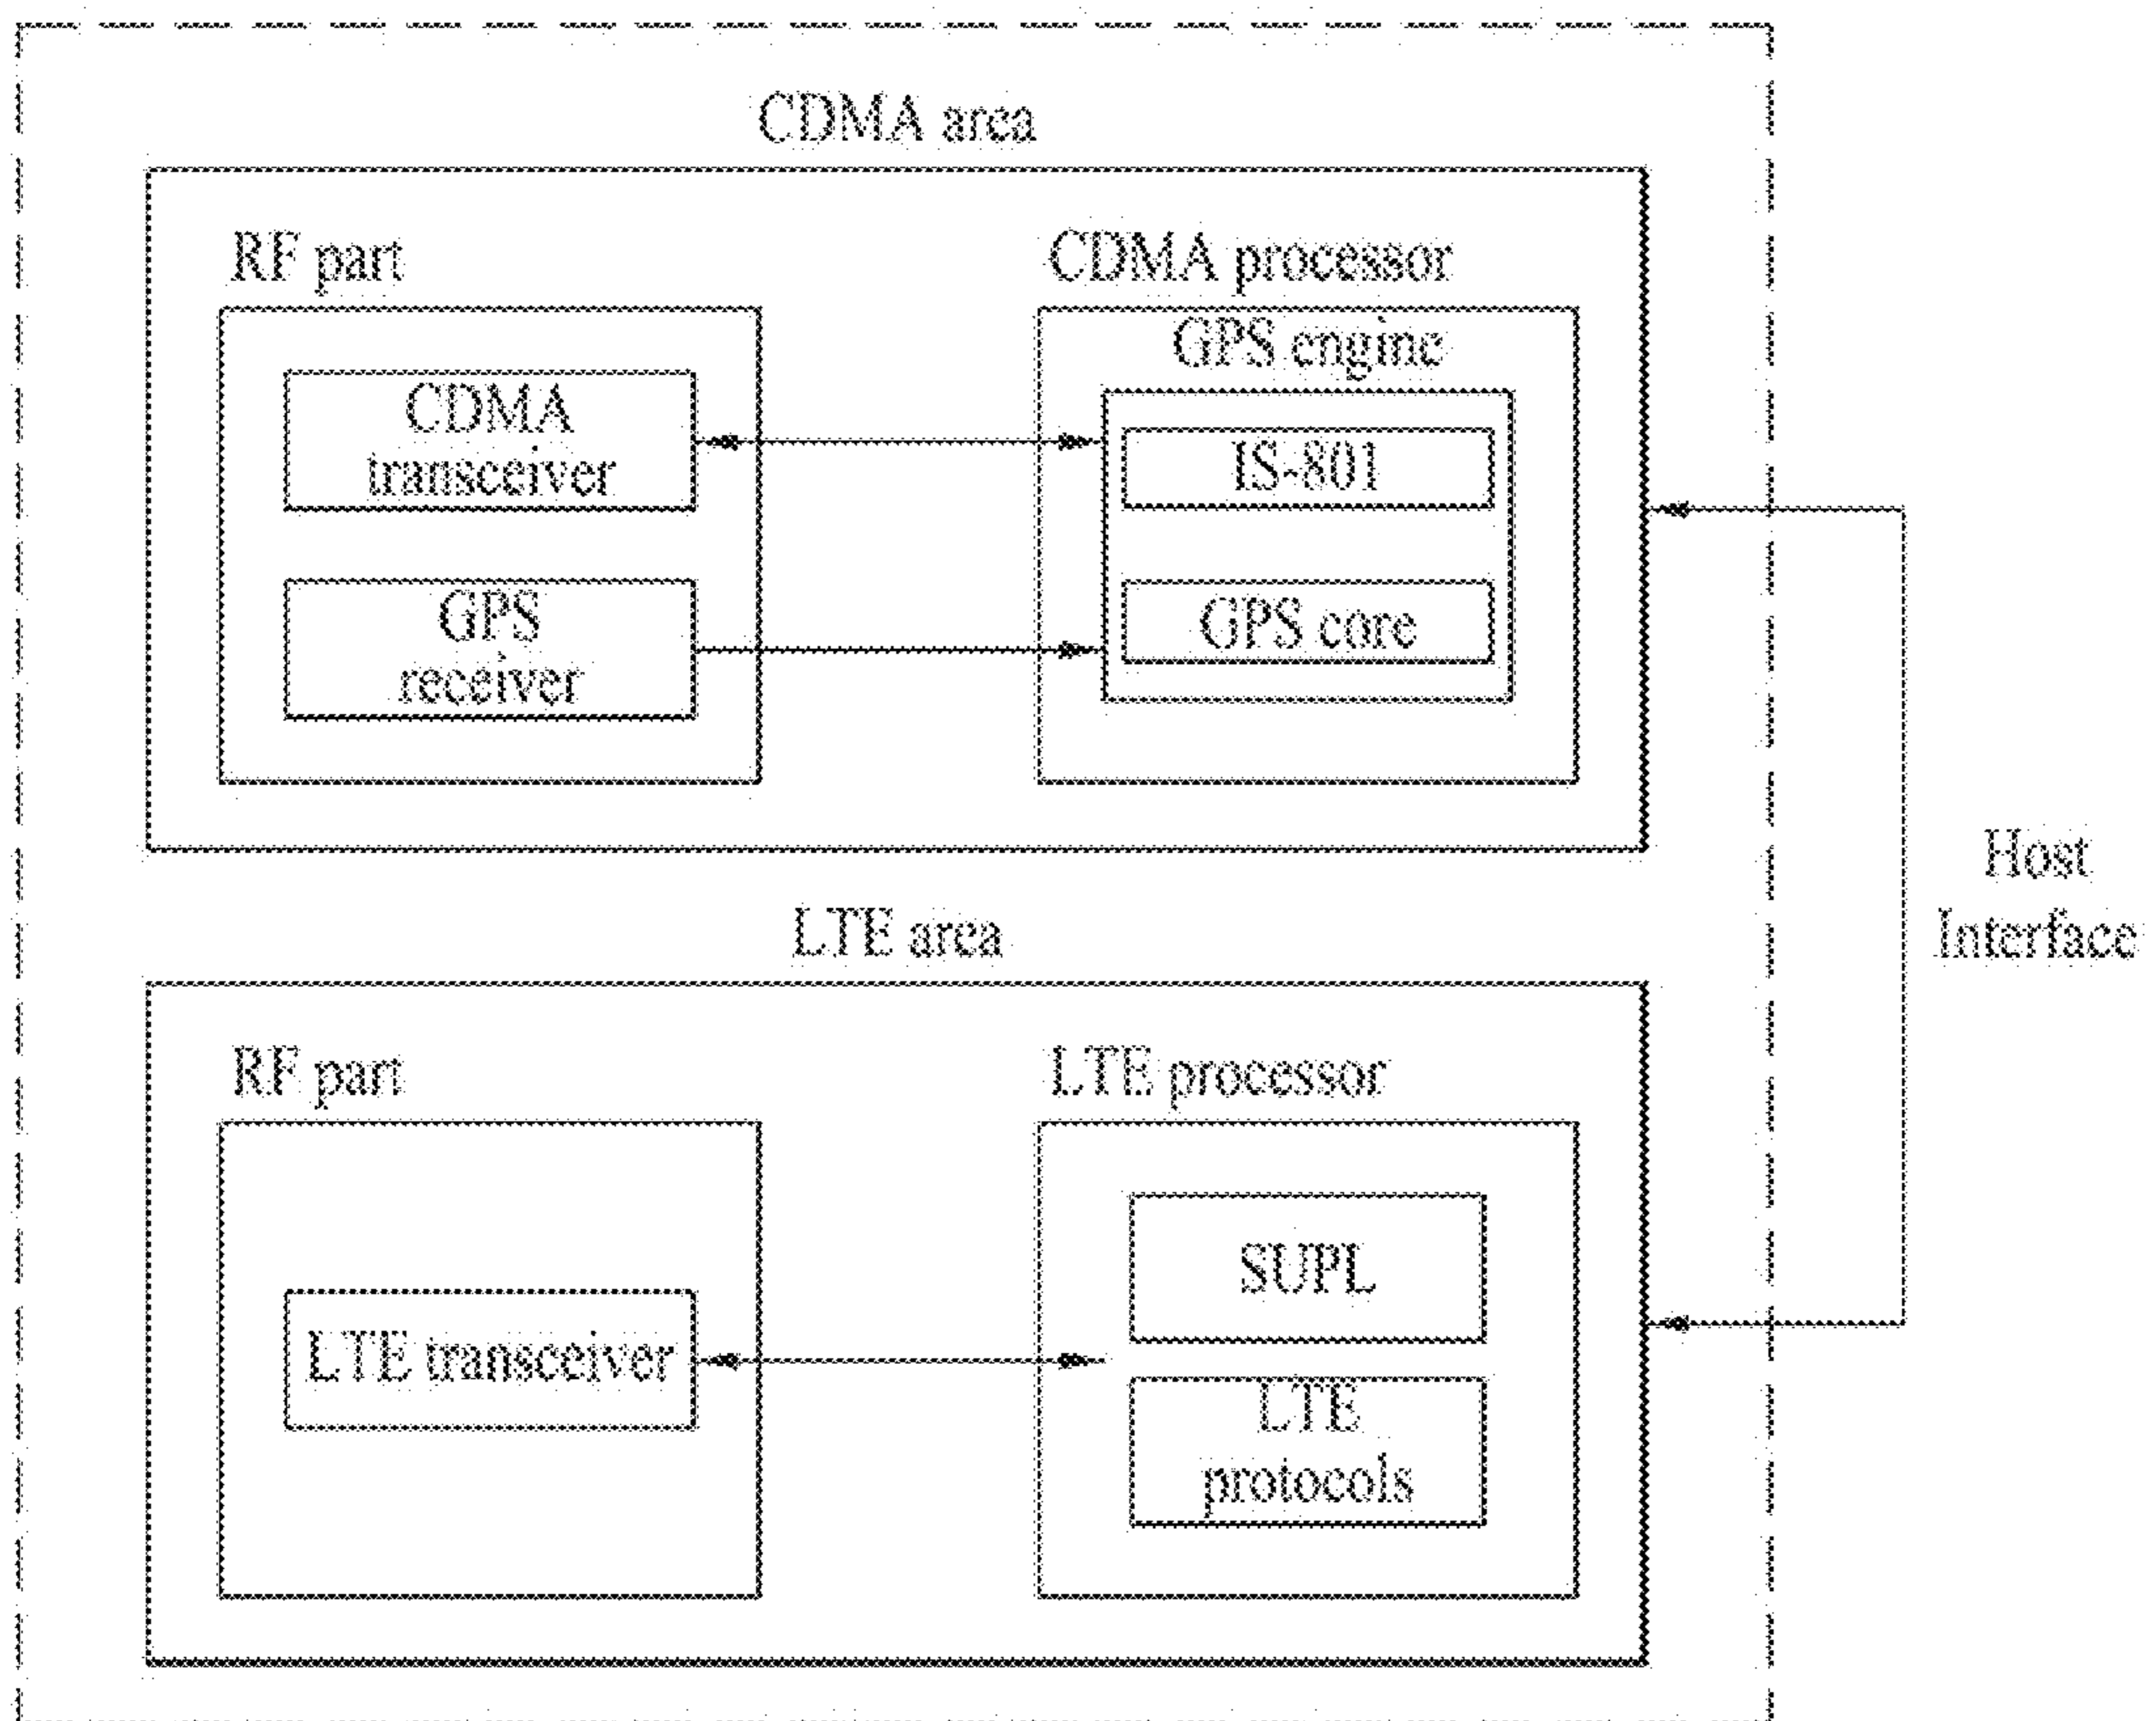 CDMA area
RF part
CDMA processor
GPS engine
CDMA
transceiver
IS-801
GPS
receiver
GPS core
Host
Interface
LTE area
RF part
LTE processor
SUPL
LTE transceiver
LTE
protocols